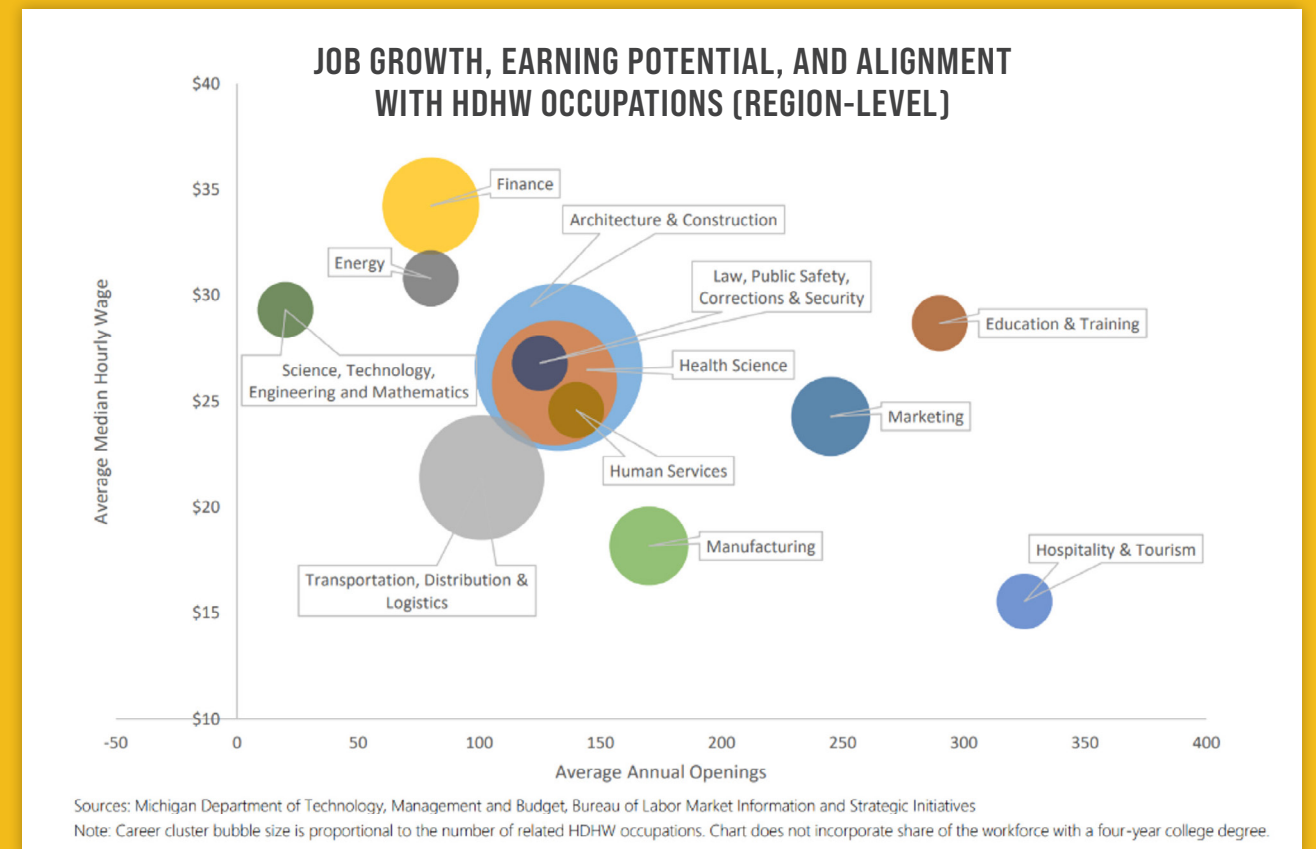 JOB GROWTH, EARNING POTENTIAL, AND ALIGNMENT
WITH HDHW OCCUPATIONS (REGION-LEVEL)
$40
$35
$30
$25
$20
$15
$10
Average Median Hourly Wage
Finance
Architecture & Construction
Energy
Law, Public Safety,
Corrections & Security
Education & Training
Science, Technology,
Engineering and Mathematics
Health Science
Marketing
Human Services
Manufacturing
Hospitality & Tourism
Transportation, Distribution &
Logistics
-50
0
50
100
150
200
250
300
350
400
Average Annual Openings
Sources: Michigan Department of Technology, Management and Budget, Bureau of Labor Market Information and Strategic Initiatives
Note: Career cluster bubble size is proportional to the number of related HDHW occupations. Chart does not incorporate share of the workforce with a four-year college degree.